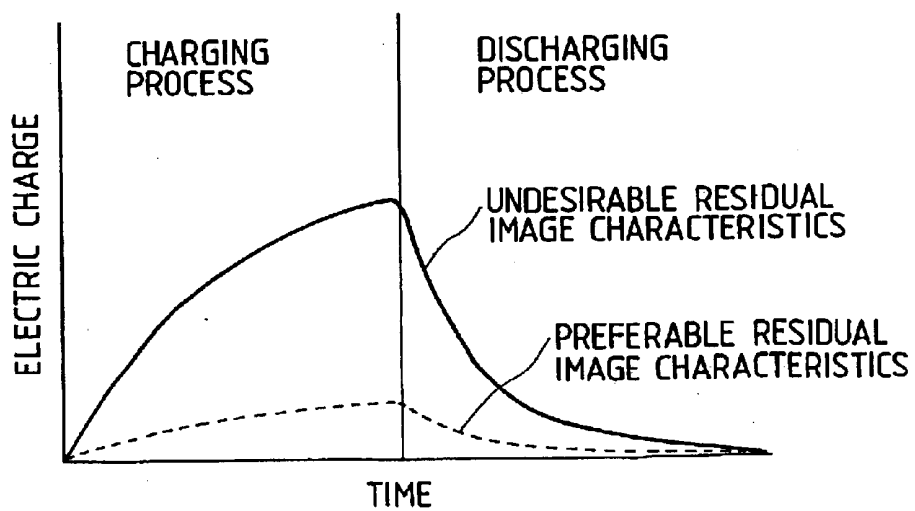 CHARGING
PROCESS
DISCHARGING
PROCESS
ELECTRIC CHARGE
UNDESIRABLE RESIDUAL
IMAGE CHARACTERISTICS
PREFERABLE RESIDUAL
IMAGE CHARACTERISTICS
TIME